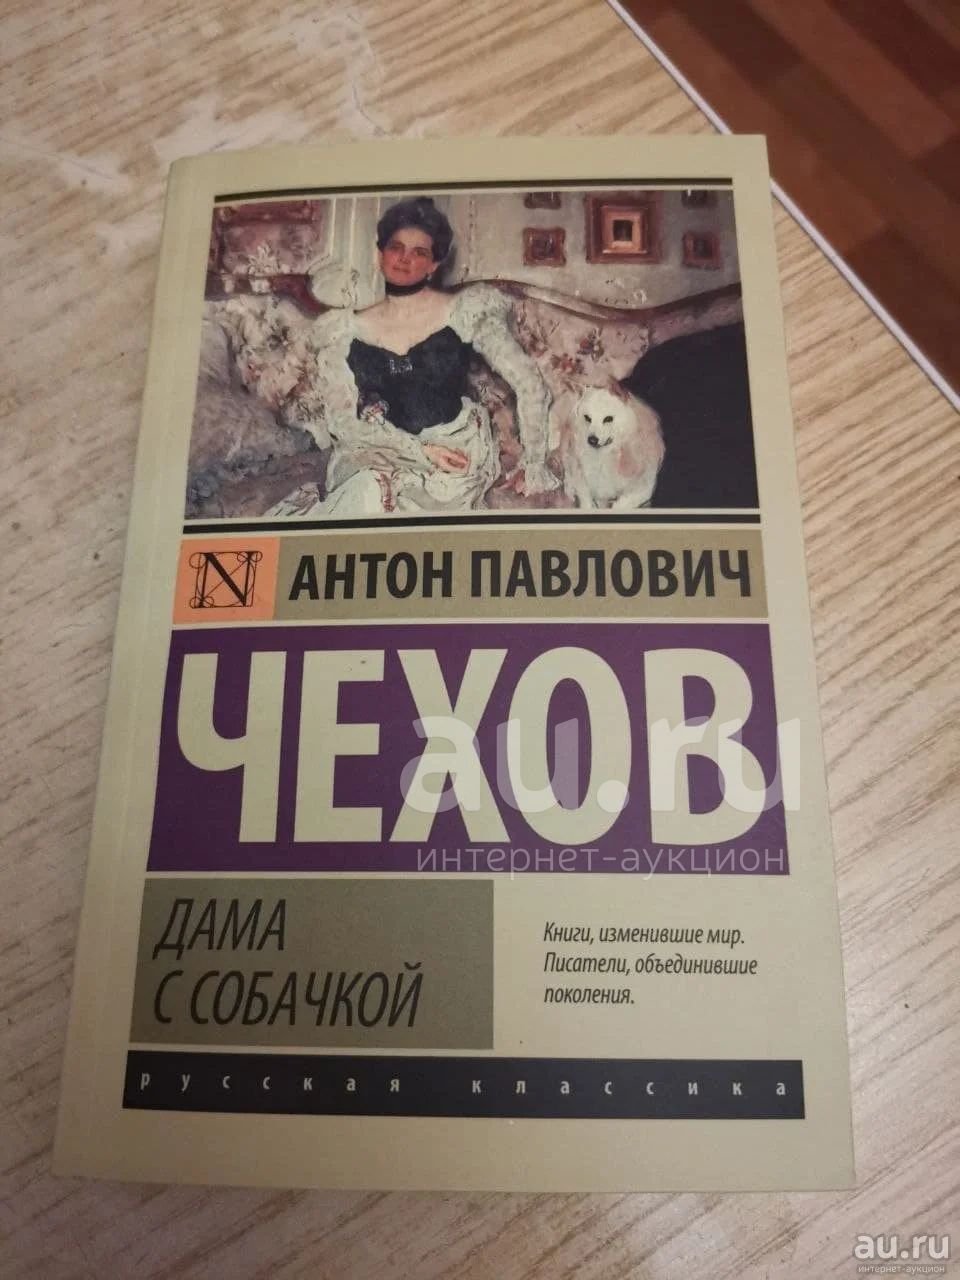 N
АНТОН ПАВЛОВИЧ
ЧЕХОВ
au.ru
интернет-аукцион
ДАМА
С СОБАЧКОЙ
Книги, изменившие мир.
Писатели, объединившие
поколения.
русская классика
au.ru
интернет-аукцион